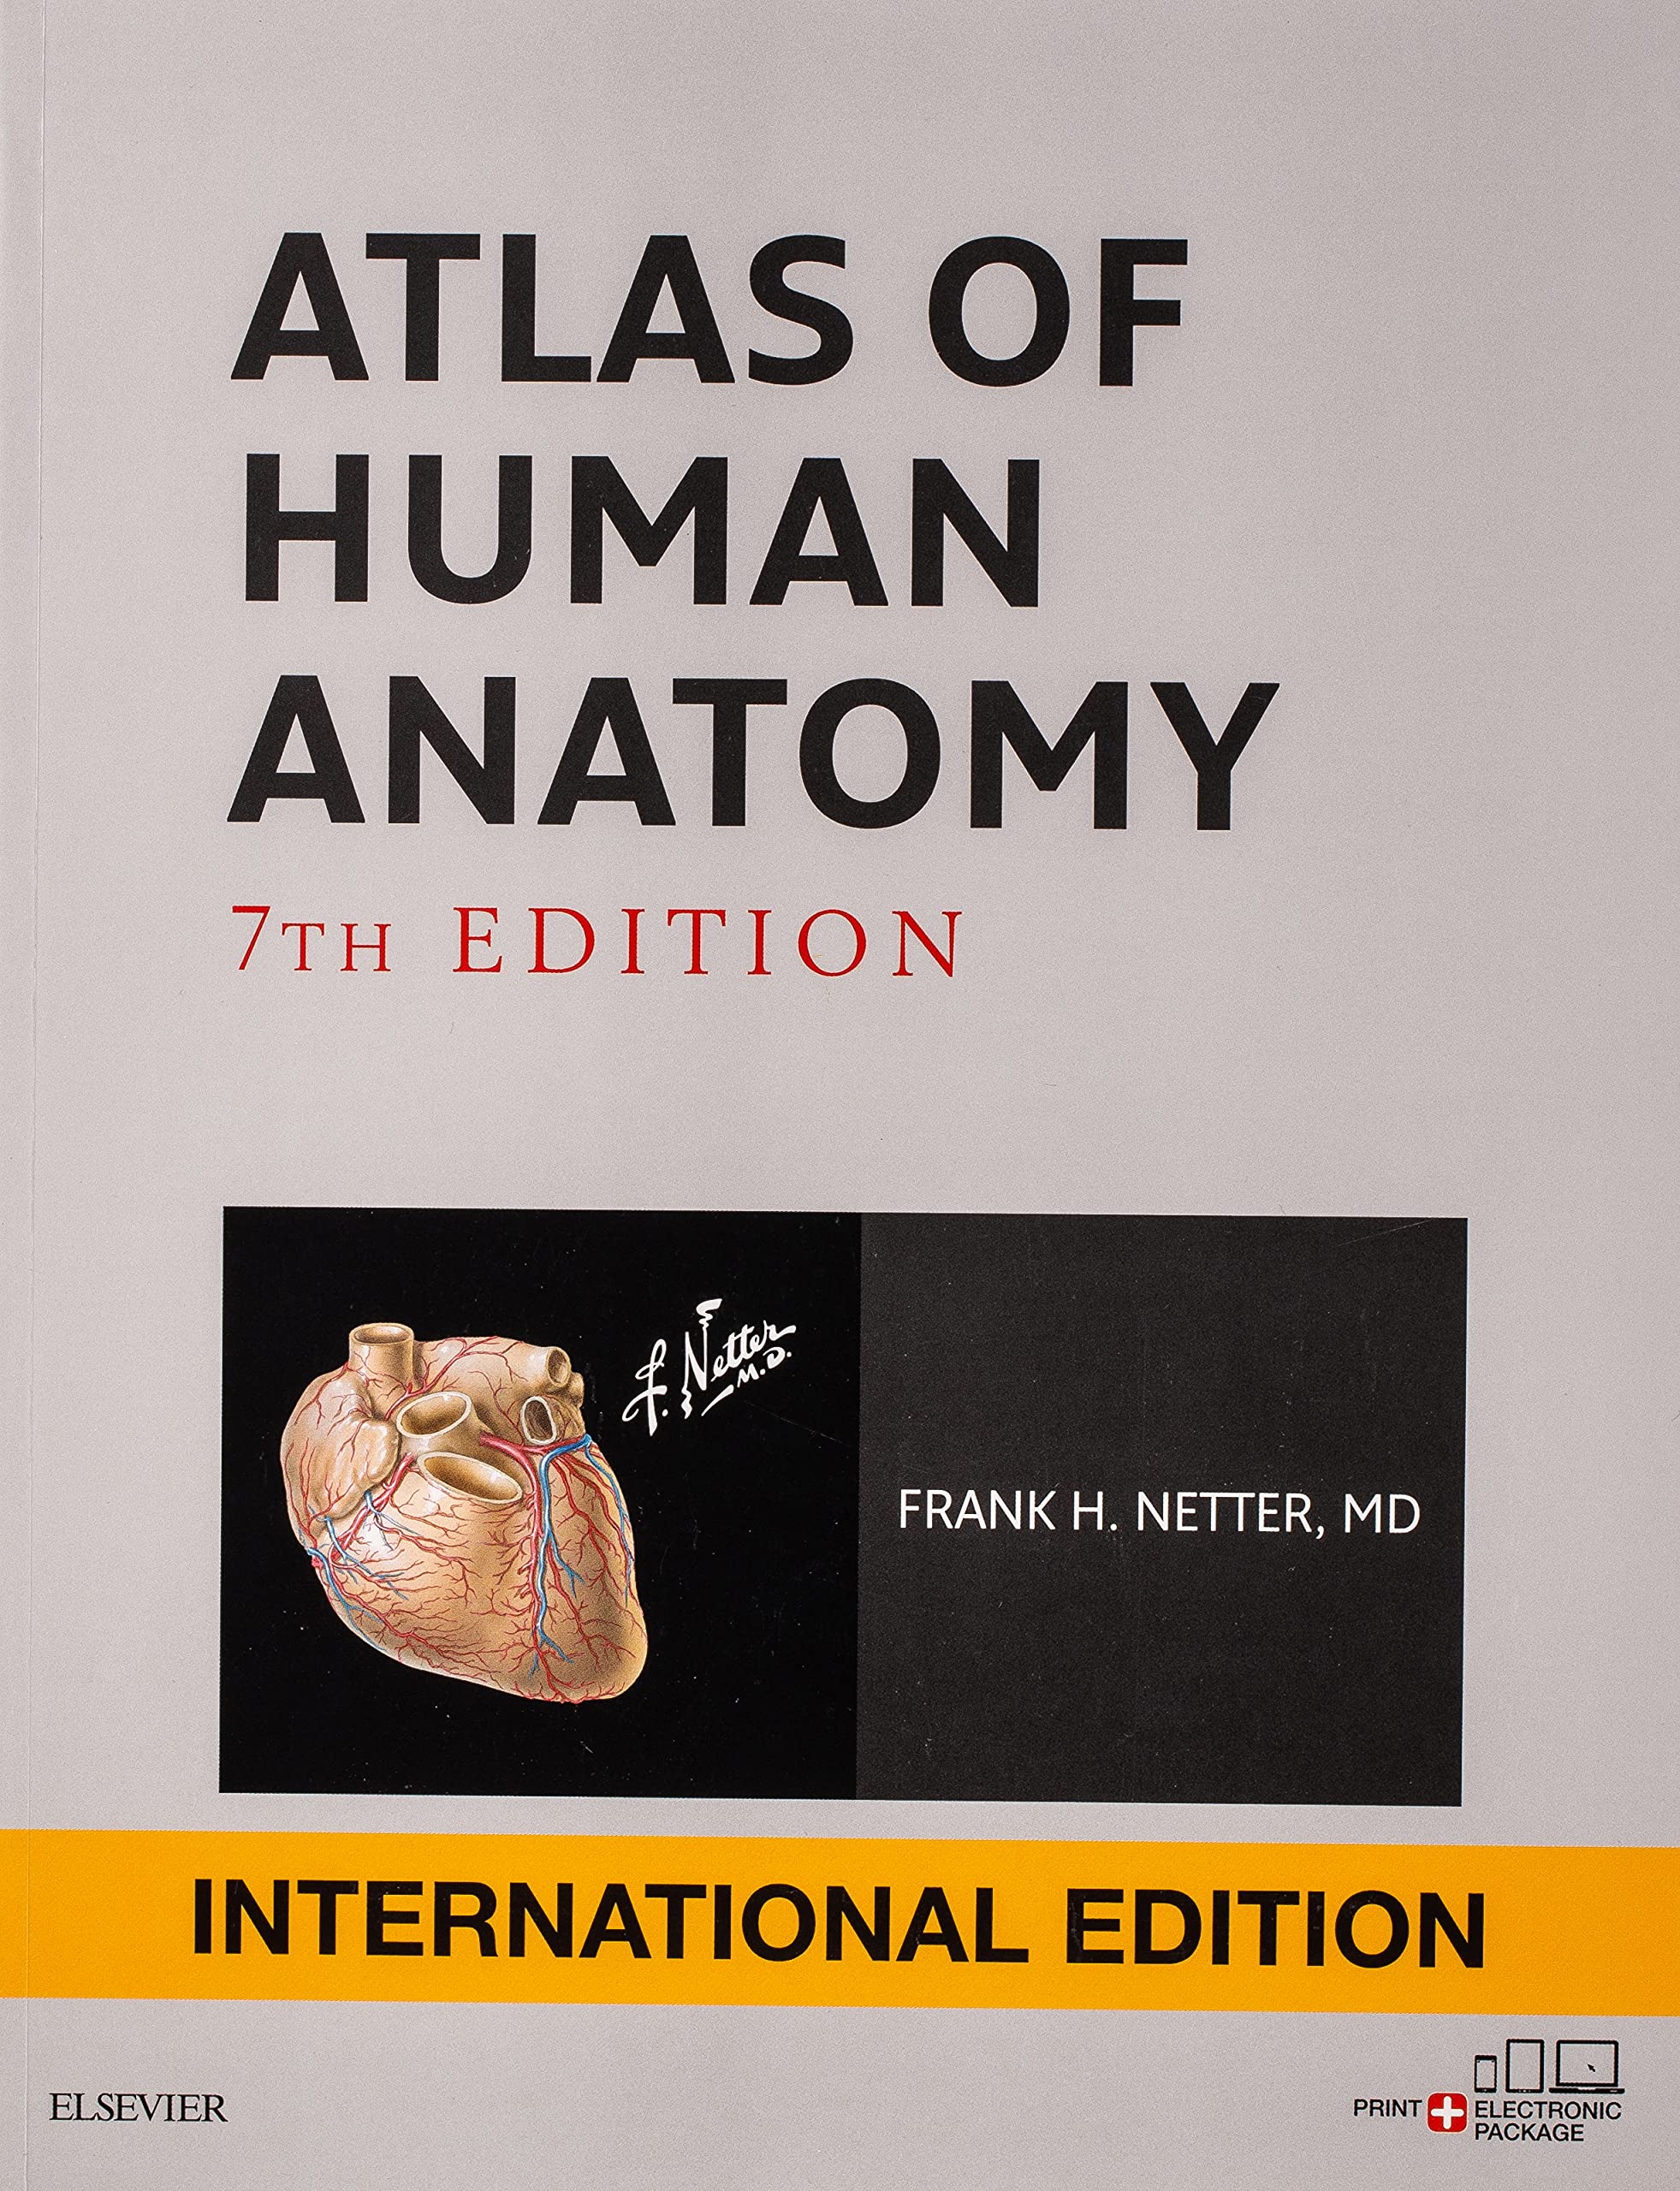 ATLAS OF
HUMAN
ANATOMY
7TH EDITION
F. Netter
M.D.
FRANK H. NETTER, MD
INTERNATIONAL EDITION
ELSEVIER
PRINT + ELECTRONIC
PACKAGE